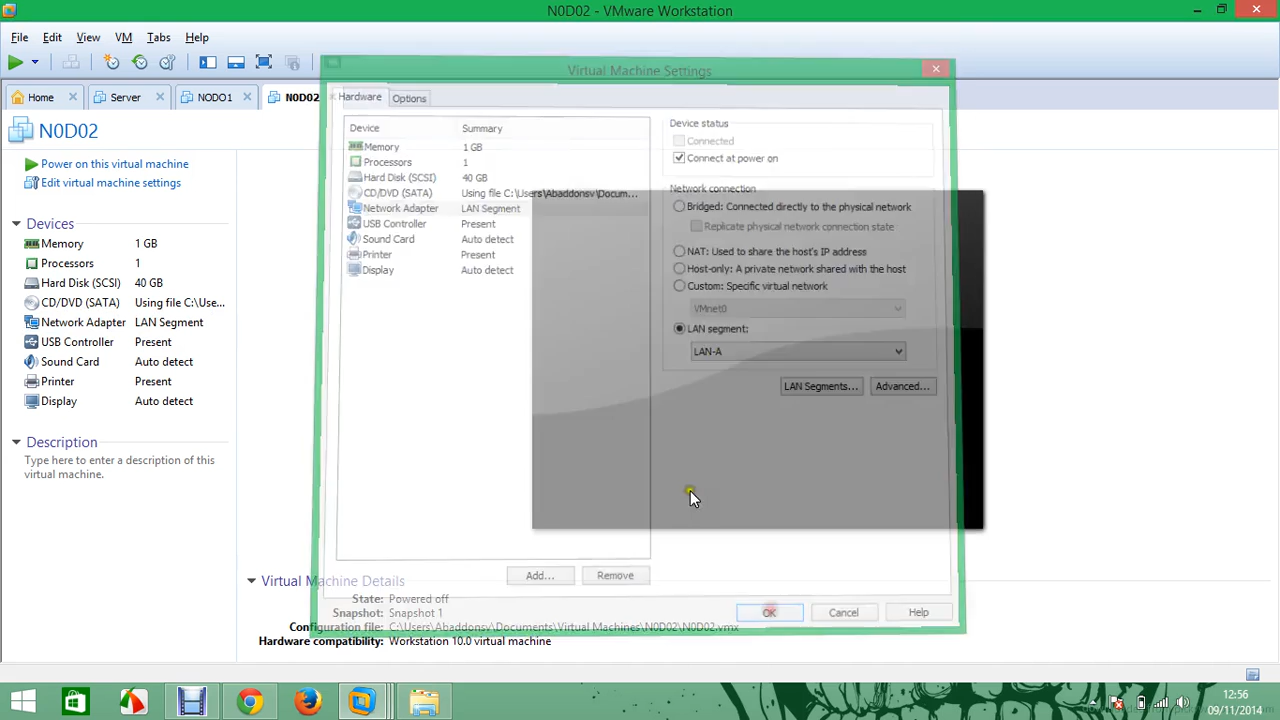 N0D02 - VMware Workstation
File Edit View VM Tabs Help
Home Server NODO1 N0D02
Virtual Machine Settings
Hardware Options
N0D02
Power on this virtual machine
Edit virtual machine settings
Devices
Memory 1 GB
Processors 1
Hard Disk (SCSI) 40 GB
CD/DVD (SATA) Using file C:\Use...
Network Adapter LAN Segment
USB Controller Present
Sound Card Auto detect
Printer Present
Display Auto detect
Description
Type here to enter a description of this
virtual machine.
Device Summary
Memory 1 GB
Processors 1
Hard Disk (SCSI) 40 GB
CD/DVD (SATA) Using file C:\Users\Abaddonsv\Docum...
Network Adapter LAN Segment
USB Controller Present
Sound Card Auto detect
Printer Present
Display Auto detect
Add... Remove
Device status
Connected
Connect at power on
Network connection
Bridged: Connected directly to the physical network
Replicate physical network connection state
NAT: Used to share the host's IP address
Host-only: A private network shared with the host
Custom: Specific virtual network
VMnet0
LAN segment:
LAN-A
LAN Segments... Advanced...
OK Cancel Help
Virtual Machine Details
State: Powered off
Snapshot: Snapshot 1
Configuration file: C:\Users\Abaddonsv\Documents\Virtual Machines\N0D02\N0D02.vmx
Hardware compatibility: Workstation 10.0 virtual machine
12:56
09/11/2014